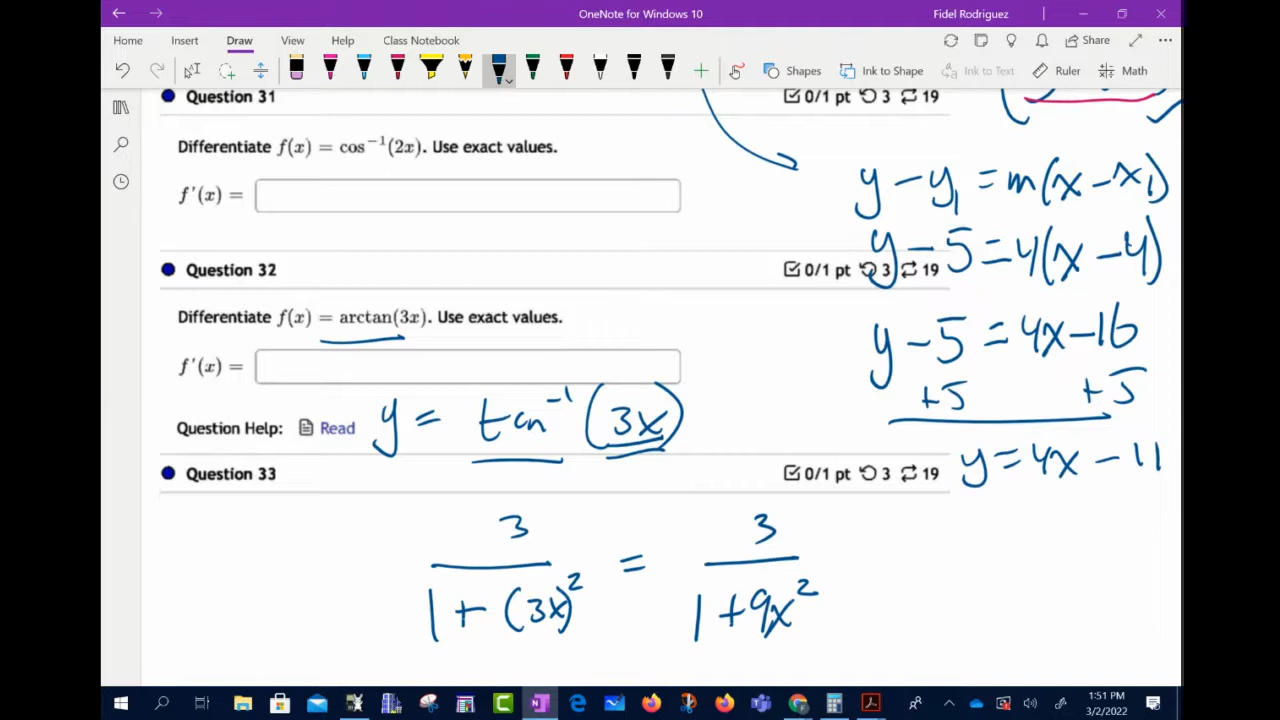 OneNote for Windows 10
Fidel Rodriguez
Home Insert Draw View Help Class Notebook
Share
Shapes Ink to Shape Ink to Text Ruler Math
Question 31 0/1 pt 3 19
Differentiate f(x) = cos⁻¹(2x). Use exact values.
f'(x) =
y - y₁ = m(x - x₁)
y - 5 = 4(x - 4)
Question 32 0/1 pt 3 19
Differentiate f(x) = arctan(3x). Use exact values.
f'(x) =
y - 5 = 4x - 16
+5 +5
y = 4x - 11
Question Help: Read
y = tan⁻¹(3x)
Question 33 0/1 pt 3 19
3/(1 + (3x)²) = 3/(1 + 9x²)
1:51 PM
3/2/2022